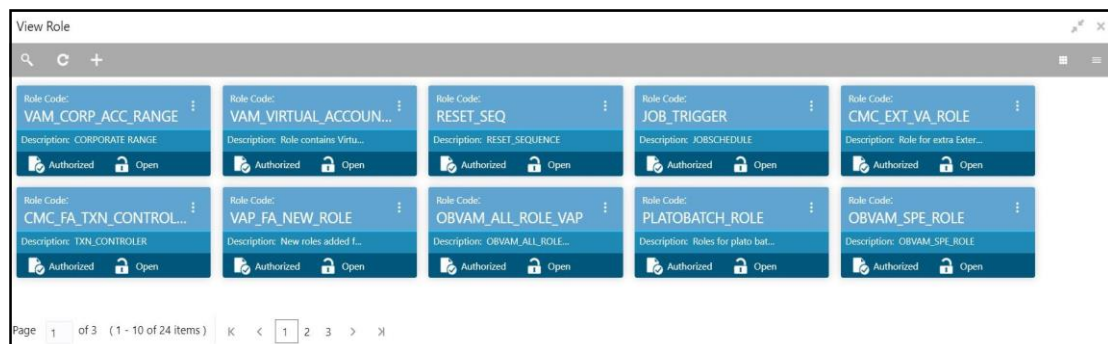 View Role
Role Code:
VAM_CORP_ACC_RANGE
Description: CORPORATE RANGE
Authorized Open
Role Code:
VAM_VIRTUAL_ACCOUN...
Description: Role contains Virtu...
Authorized Open
Role Code:
RESET_SEQ
Description: RESET_SEQUENCE
Authorized Open
Role Code:
JOB_TRIGGER
Description: JOBSCHEDULE
Authorized Open
Role Code:
CMC_EXT_VA_ROLE
Description: Role for extra Exter...
Authorized Open
Role Code:
CMC_FA_TXN_CONTROL...
Description: TXN_CONTROLER
Authorized Open
Role Code:
VAP_FA_NEW_ROLE
Description: New roles added f...
Authorized Open
Role Code:
OBVAM_ALL_ROLE_VAP
Description: OBVAM_ALL_ROLE...
Authorized Open
Role Code:
PLATOBATCH_ROLE
Description: Roles for plato bat...
Authorized Open
Role Code:
OBVAM_SPE_ROLE
Description: OBVAM_SPE_ROLE
Authorized Open
Page 1 of 3 (1 - 10 of 24 items) 1 2 3